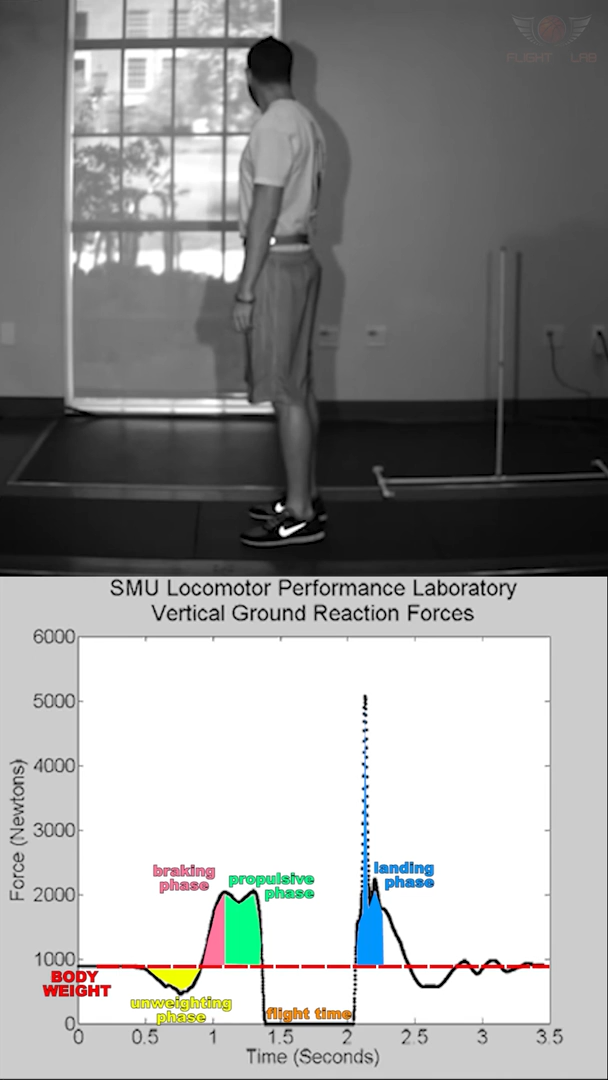 FLIGHT LAB
SMU Locomotor Performance Laboratory
Vertical Ground Reaction Forces
6000
5000
4000
3000
2000
1000
0
Force (Newtons)
braking
phase
propulsive
phase
landing
phase
BODY
WEIGHT
unweighting
phase
flight time
0 0.5 1 1.5 2 2.5 3 3.5
Time (Seconds)